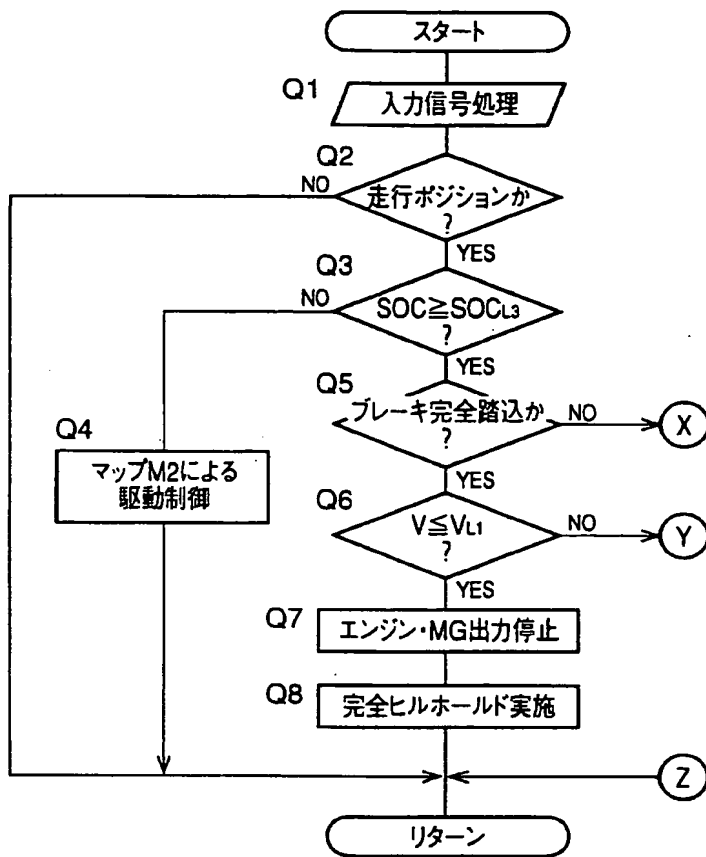 スタート
Q1
入力信号処理
Q2
NO
走行ポジションか
?
YES
Q3
NO
SOC≧SOCL3
?
YES
Q5
ブレーキ完全踏込か
?
NO
X
YES
Q4
マップM2による
駆動制御
Q6
V≦VL1
?
NO
Y
YES
Q7
エンジン・MG出力停止
Q8
完全ヒルホールド実施
Z
リターン